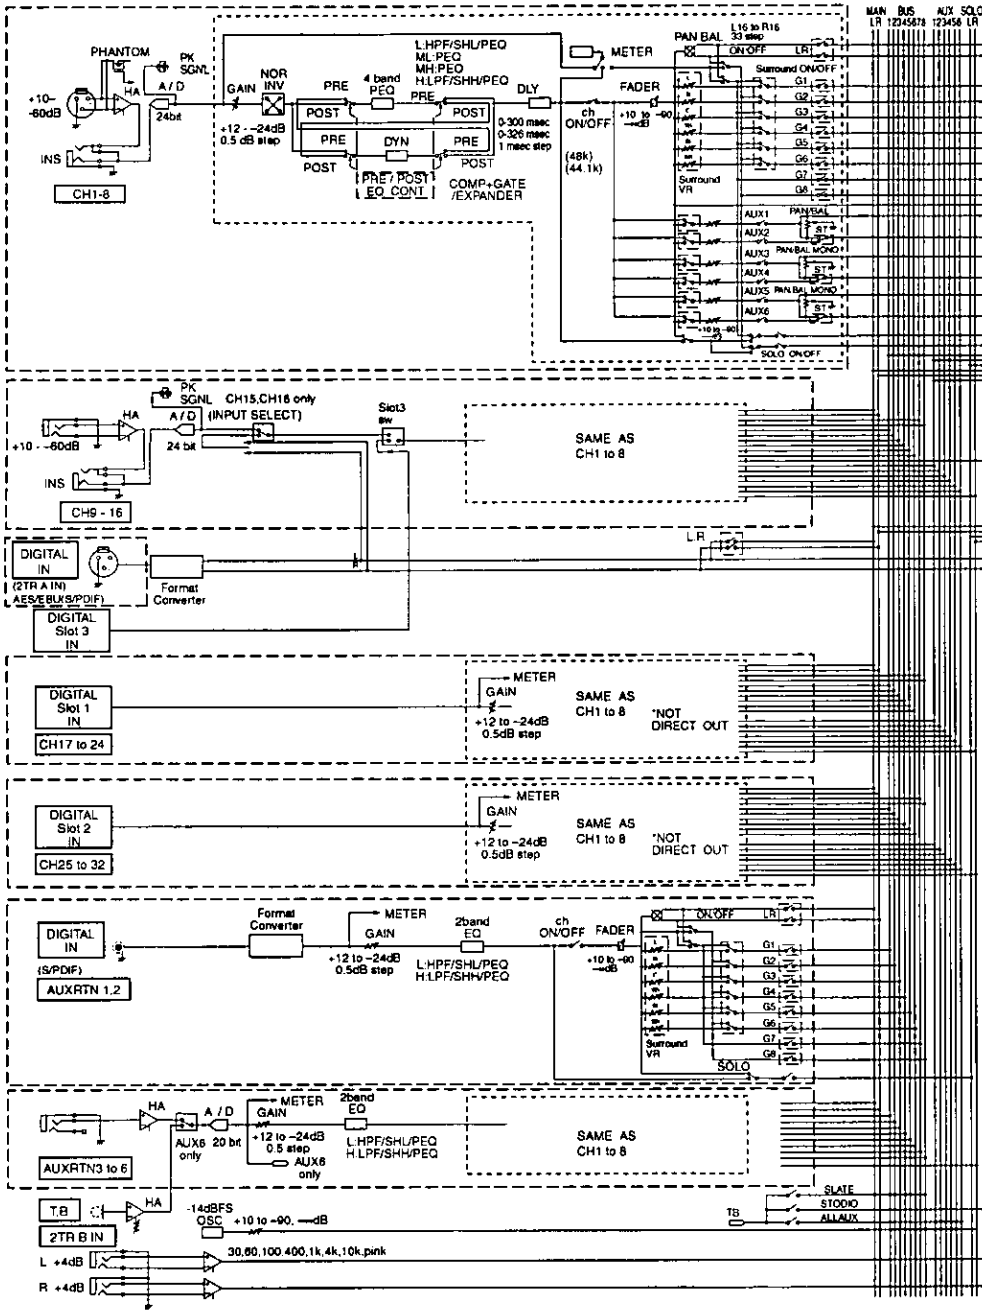 MAIN BUS AUX SOLO
LR 12345678 123456 LR
PHANTOM
PK
SGNL
HA
A / D
24bit
+10-
-60dB
INS
CH1-8
GAIN
+12 - -24dB
0.5 dB step
NOR
INV
PRE
POST
4 band
PEQ
PRE
POST
L:HPF/SHL/PEQ
ML:PEQ
MH:PEQ
H:LPF/SHH/PEQ
PRE
POST
DYN
PRE
POST
PRE / POST
EQ CONT
COMP+GATE
/EXPANDER
DLY
0-300 msec
0-326 msec
1 msec step
(48k)
(44.1k)
METER
ch
ON/OFF
FADER
+10 to -90
-∞dB
PAN BAL
L16 to R16
33 step
ON/OFF
LR
Surround ON/OFF
G1
G2
G3
G4
G5
G6
G7
G8
Surround
VR
AUX1
PAN/BAL
AUX2
ST
AUX3
PAN/BAL MONO
AUX4
ST
AUX5
PAN/BAL MONO
AUX6
ST
+10 to -90
SOLO ON/OFF
HA
PK
SGNL
A / D
24 bit
CH15,CH16 only
(INPUT SELECT)
Slot3
sw
+10 - -60dB
INS
CH9 - 16
SAME AS
CH1 to 8
DIGITAL
IN
(2TR A IN)
AES/EBU(S/PDIF)
Format
Converter
L.R
DIGITAL
Slot 3
IN
DIGITAL
Slot 1
IN
CH17 to 24
METER
GAIN
+12 to -24dB
0.5dB step
SAME AS
CH1 to 8
*NOT
DIRECT OUT
DIGITAL
Slot 2
IN
CH25 to 32
METER
GAIN
+12 to -24dB
0.5dB step
SAME AS
CH1 to 8
*NOT
DIRECT OUT
DIGITAL
IN
(S/PDIF)
AUXRTN 1,2
Format
Converter
METER
GAIN
+12 to -24dB
0.5dB step
2band
EQ
L:HPF/SHL/PEQ
H:LPF/SHH/PEQ
ch
ON/OFF
FADER
+10 to -90
-∞dB
ON/OFF
LR
G1
G2
G3
G4
G5
G6
G7
G8
Surround
VR
SOLO
HA
AUX6
only
A / D
20 bit
METER
GAIN
+12 to -24dB
0.5 step
AUX6
only
2band
EQ
L:HPF/SHL/PEQ
H:LPF/SHH/PEQ
SAME AS
CH1 to 8
AUXRTN3 to 6
T.B
HA
2TR B IN
-14dBFS
OSC
+10 to -90, -∞dB
30,60,100,400,1k,4k,10k,pink
TB
SLATE
STODIO
ALLAUX
L +4dB
R +4dB